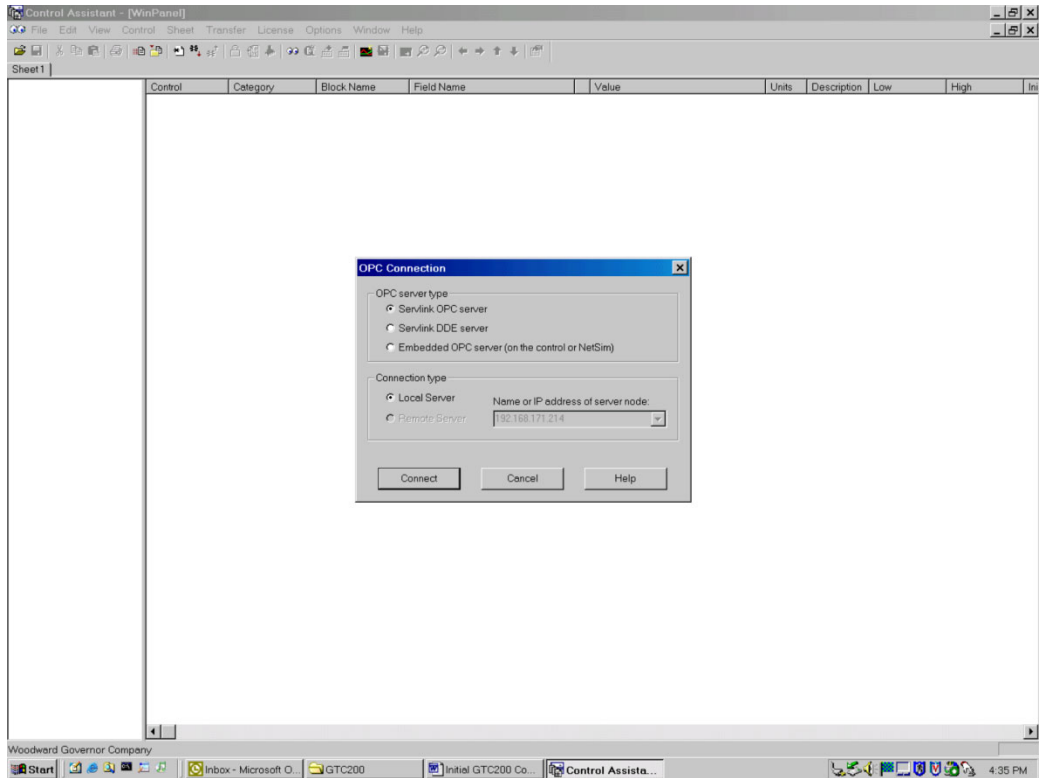 Control Assistant - [WinPanel]
File Edit View Control Sheet Transfer License Options Window Help
Sheet1
Control Category Block Name Field Name Value Units Description Low High Ini
OPC Connection
OPC server type
Servlink OPC server
Servlink DDE server
Embedded OPC server (on the control or NetSim)
Connection type
Local Server
Name or IP address of server node:
Remote Server
192.168.171.214
Connect Cancel Help
Woodward Governor Company
Start Inbox - Microsoft O... GTC200 Initial GTC200 Co... Control Assista... 4:35 PM